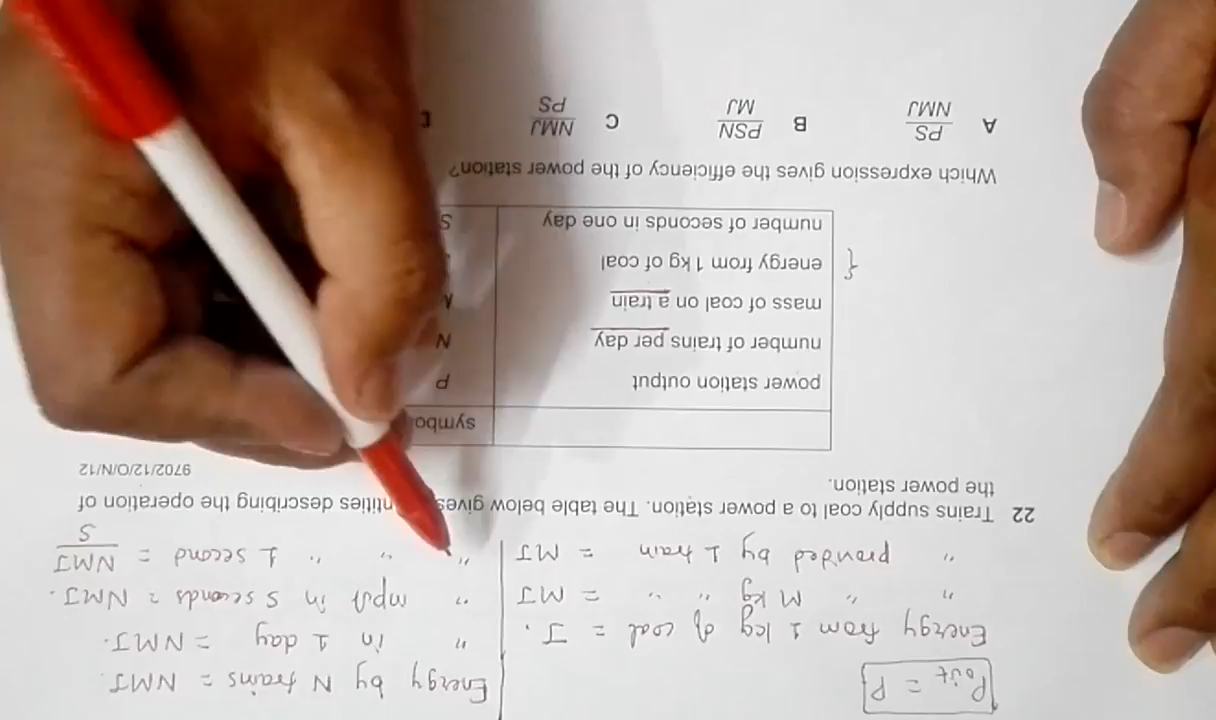 P out = P
Energy from 1 kg of coal = J.
" " M kg " " = MJ
" provided by 1 train = MJ
Energy by N trains = NMJ.
" in 1 day = NMJ.
" input in S seconds = NMJ.
" " " 1 second = NMJ
S
22 Trains supply coal to a power station. The table below gives describing the operation of
the power station.
9702/12/O/N/12
power station output P
number of trains per day N
mass of coal on a train
energy from 1 kg of coal
number of seconds in one day S
Which expression gives the efficiency of the power station?
A PS
NMJ
B PSN
MJ
C NMJ
PS